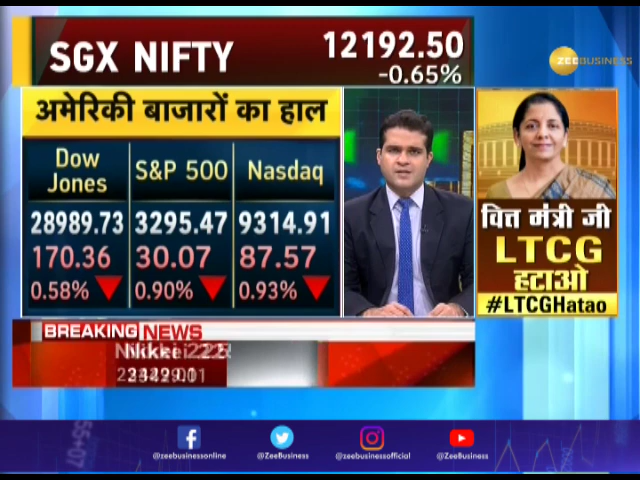 SGX NIFTY
12192.50
-0.65%
ZEE BUSINESS
अमेरिकी बाजारों का हाल
Dow Jones
S&P 500
Nasdaq
28989.73
3295.47
9314.91
170.36
30.07
87.57
0.58%
0.90%
0.93%
वित्त मंत्री जी
LTCG
हटाओ
#LTCGHatao
BREAKING NEWS
@zeebusinessonline
@ZeeBusiness
@zeebusinessofficial
@ZeeBusiness